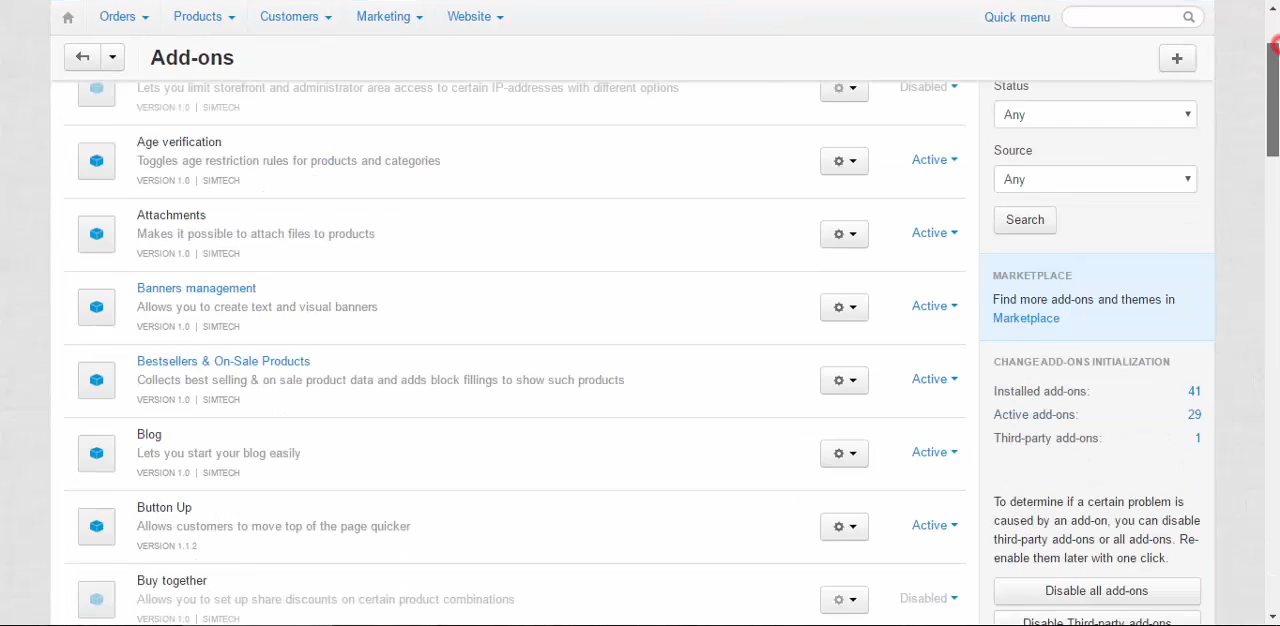 Orders Products Customers Marketing Website Quick menu
Add-ons
Lets you limit storefront and administrator area access to certain IP-addresses with different options Disabled
VERSION 1.0 | SIMTECH
Age verification
Toggles age restriction rules for products and categories Active
VERSION 1.0 | SIMTECH
Attachments
Makes it possible to attach files to products Active
VERSION 1.0 | SIMTECH
Banners management
Allows you to create text and visual banners Active
VERSION 1.0 | SIMTECH
Bestsellers & On-Sale Products
Collects best selling & on sale product data and adds block fillings to show such products Active
VERSION 1.0 | SIMTECH
Blog
Lets you start your blog easily Active
VERSION 1.0 | SIMTECH
Button Up
Allows customers to move top of the page quicker Active
VERSION 1.1.2
Buy together
Allows you to set up share discounts on certain product combinations Disabled
VERSION 1.0 | SIMTECH
Status
Any
Source
Any
Search
MARKETPLACE
Find more add-ons and themes in
Marketplace
CHANGE ADD-ONS INITIALIZATION
Installed add-ons: 41
Active add-ons: 29
Third-party add-ons: 1
To determine if a certain problem is
caused by an add-on, you can disable
third-party add-ons or all add-ons. Re-
enable them later with one click.
Disable all add-ons
Disable Third-party add-ons